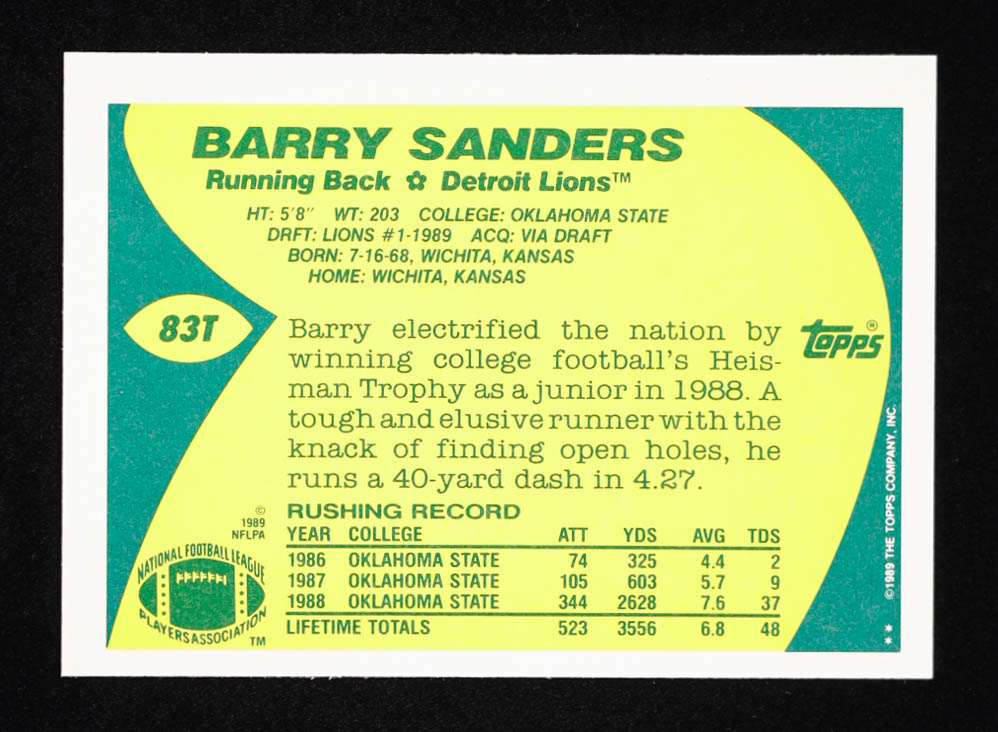 BARRY SANDERS
Running Back ✿ Detroit Lions™
HT: 5'8" WT: 203 COLLEGE: OKLAHOMA STATE
DRFT: LIONS #1-1989 ACQ: VIA DRAFT
BORN: 7-16-68, WICHITA, KANSAS
HOME: WICHITA, KANSAS
83T
Barry electrified the nation by
winning college football's Heis-
man Trophy as a junior in 1988. A
tough and elusive runner with the
knack of finding open holes, he
runs a 40-yard dash in 4.27.
Topps®
RUSHING RECORD
YEAR COLLEGE ATT YDS AVG TDS
1986 OKLAHOMA STATE 74 325 4.4 2
1987 OKLAHOMA STATE 105 603 5.7 9
1988 OKLAHOMA STATE 344 2628 7.6 37
LIFETIME TOTALS 523 3556 6.8 48
©
1989
NFLPA
NATIONAL FOOTBALL LEAGUE
PLAYERS ASSOCIATION
TM
** ©1989 THE TOPPS COMPANY, INC.